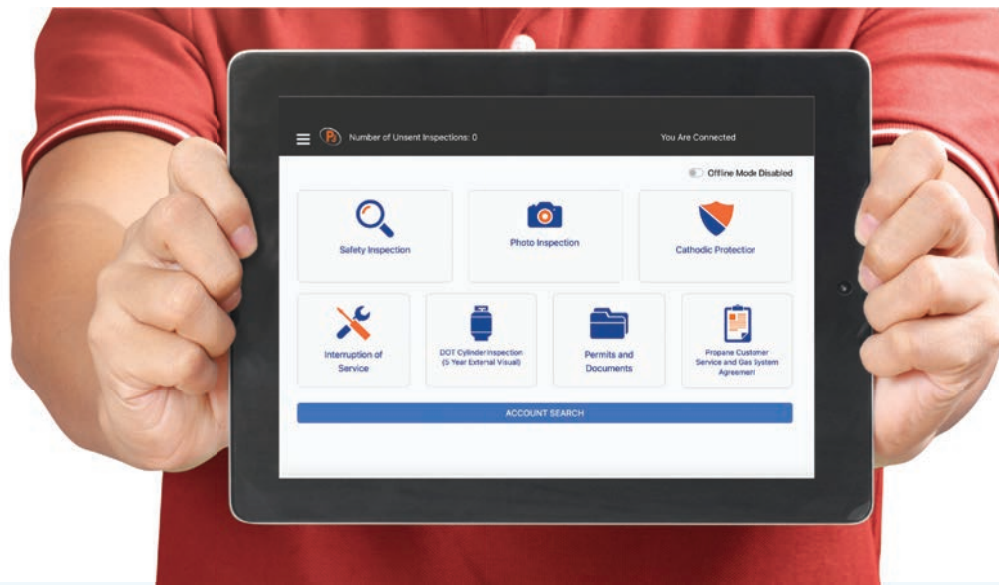 Number of Unsent Inspections: 0
You Are Connected
Offline Mode Disabled
Safety Inspection
Photo Inspection
Cathodic Protection
Interruption of
Service
DOT Cylinder Inspection
(5 Year External Visual)
Permits and
Documents
Propane Customer
Service and Gas System
Agreement
ACCOUNT SEARCH